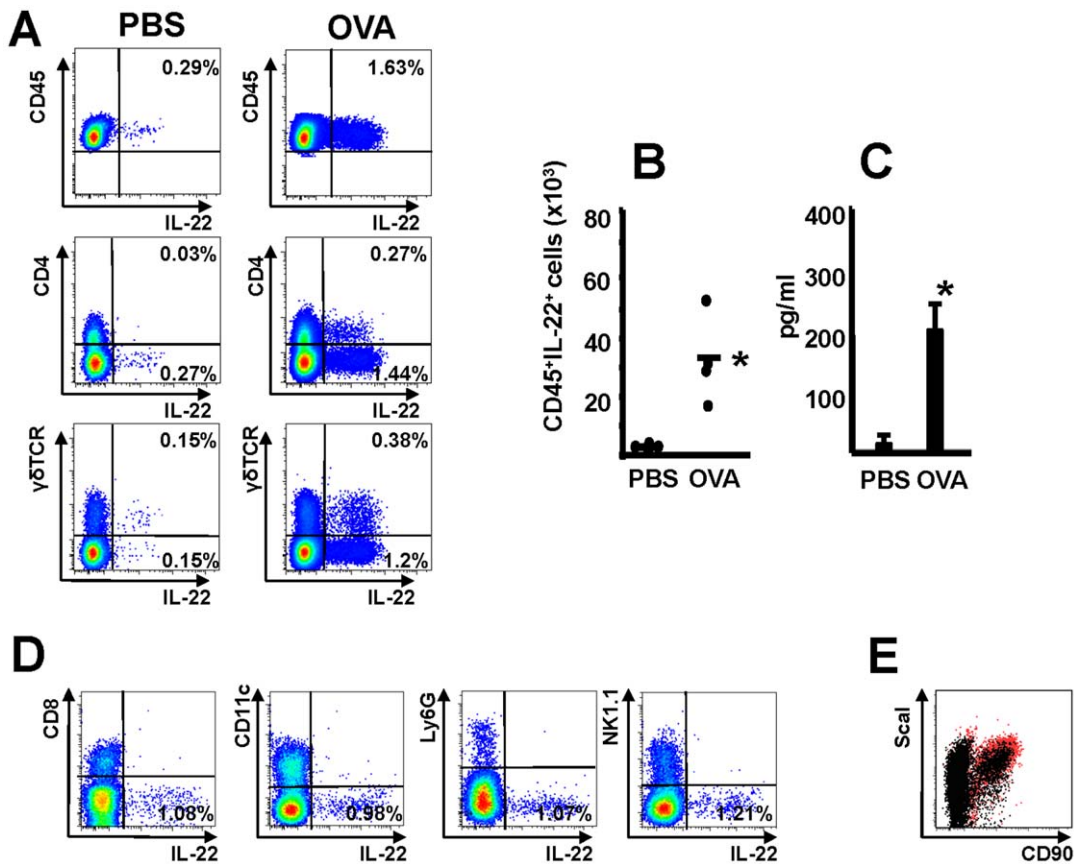 A
PBS
OVA
CD45
0.29%
IL-22
CD45
1.63%
IL-22
CD4
0.03%
0.27%
IL-22
CD4
0.27%
1.44%
IL-22
γδTCR
0.15%
0.15%
IL-22
γδTCR
0.38%
1.2%
IL-22
B
CD45⁺IL-22⁺ cells (x10³)
80
60
40
20
*
PBS OVA
C
pg/ml
400
300
200
100
*
PBS OVA
D
CD8
1.08%
IL-22
CD11c
0.98%
IL-22
Ly6G
1.07%
IL-22
NK1.1
1.21%
IL-22
E
ScaI
CD90